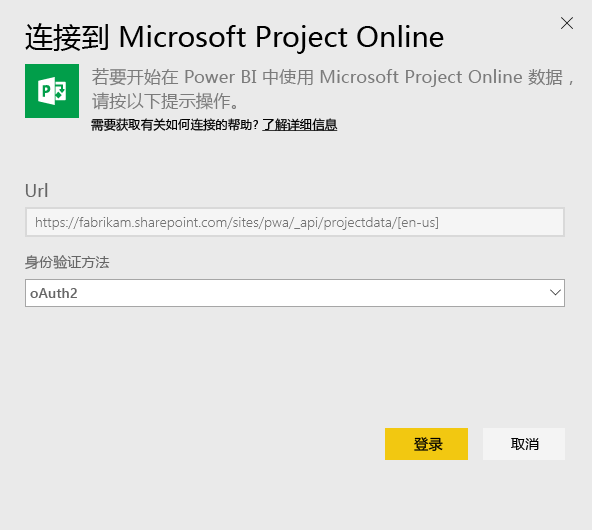 连接到 Microsoft Project Online
若要开始在 Power BI 中使用 Microsoft Project Online 数据，
请按以下提示操作。
需要获取有关如何连接的帮助? 了解详细信息
Url
https://fabrikam.sharepoint.com/sites/pwa/_api/projectdata/[en-us]
身份验证方法
oAuth2
登录 取消